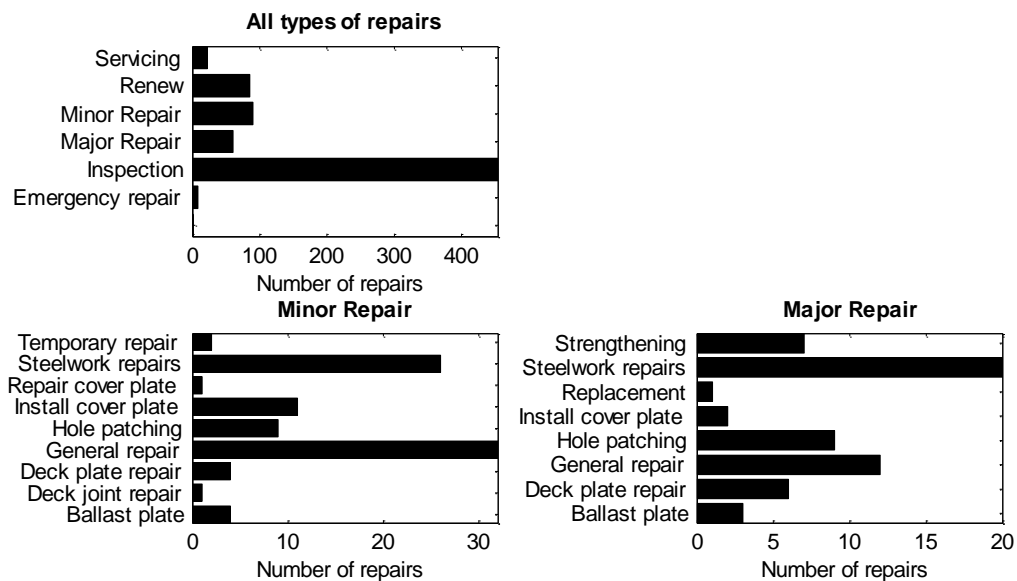 All types of repairs
Servicing
Renew
Minor Repair
Major Repair
Inspection
Emergency repair
0 100 200 300 400
Number of repairs
Minor Repair
Temporary repair
Steelwork repairs
Repair cover plate
Install cover plate
Hole patching
General repair
Deck plate repair
Deck joint repair
Ballast plate
0 10 20 30
Number of repairs
Major Repair
Strengthening
Steelwork repairs
Replacement
Install cover plate
Hole patching
General repair
Deck plate repair
Ballast plate
0 5 10 15 20
Number of repairs